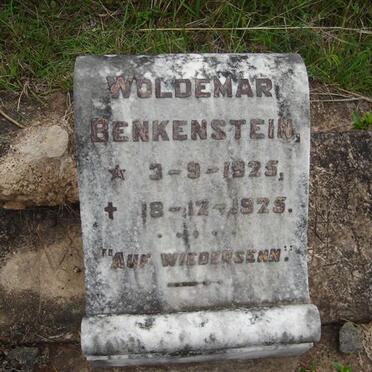 WOLDEMAR
BENKENSTEIN,
★ 3-9-1925,
✝ 18-12-1925.
"AUF WIEDERSEHN."